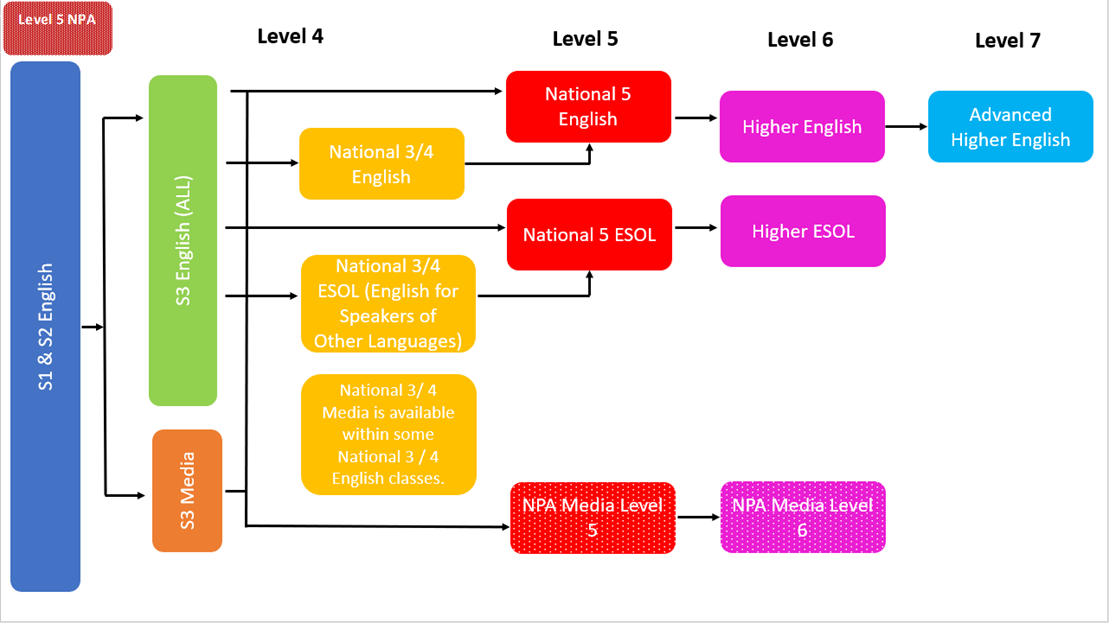 Level 5 NPA
Level 4
Level 5
Level 6
Level 7
S1 & S2 English
S3 English (ALL)
S3 Media
National 3/4
English
National 3/4
ESOL (English for
Speakers of
Other Languages)
National 3/ 4
Media is available
within some
National 3 / 4
English classes.
National 5
English
National 5 ESOL
NPA Media Level
5
Higher English
Higher ESOL
NPA Media Level
6
Advanced
Higher English